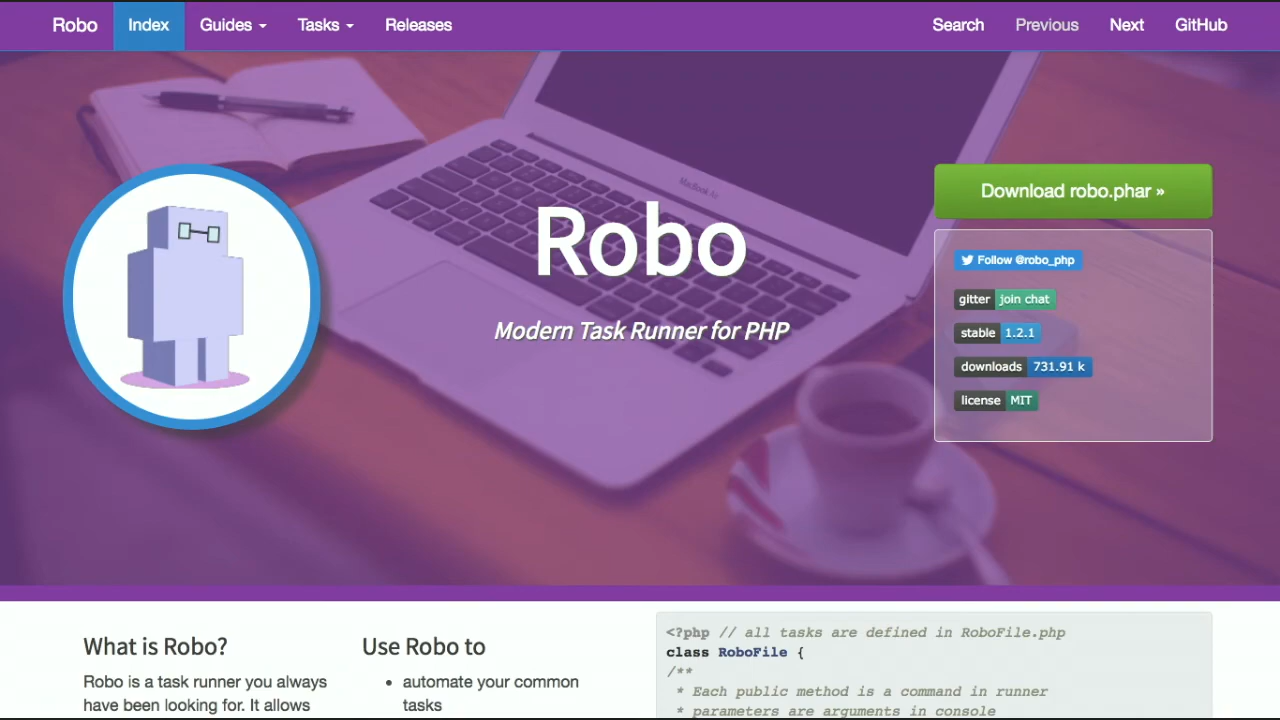 Robo Index Guides Tasks Releases Search Previous Next GitHub
MacBook Air
Download robo.phar »
Robo
Modern Task Runner for PHP
Follow @robo_php
gitter join chat
stable 1.2.1
downloads 731.91 k
license MIT
What is Robo?
Robo is a task runner you always
have been looking for. It allows
Use Robo to
• automate your common
tasks
<?php // all tasks are defined in RoboFile.php
class RoboFile {
/**
* Each public method is a command in runner
* parameters are arguments in console